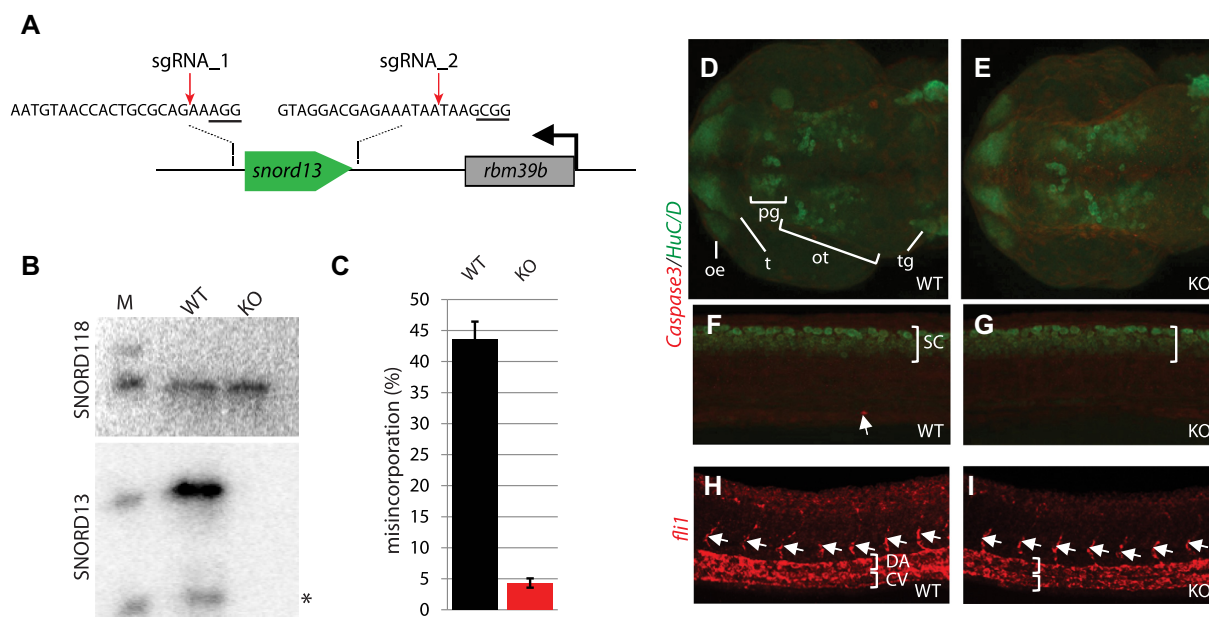 A
sgRNA_1
sgRNA_2
AATGTAACCACTGCGCAGAAAGG
GTAGGACGAGAAATAATAAGCGG
snord13
rbm39b
B
M
WT
KO
SNORD118
SNORD13
*
C
WT
KO
misincorporation (%)
50
45
40
35
30
25
20
15
10
5
0
Caspase3/HuC/D
D
pg
oe
t
ot
tg
WT
E
KO
F
SC
WT
G
KO
fli1
H
DA
CV
WT
I
KO